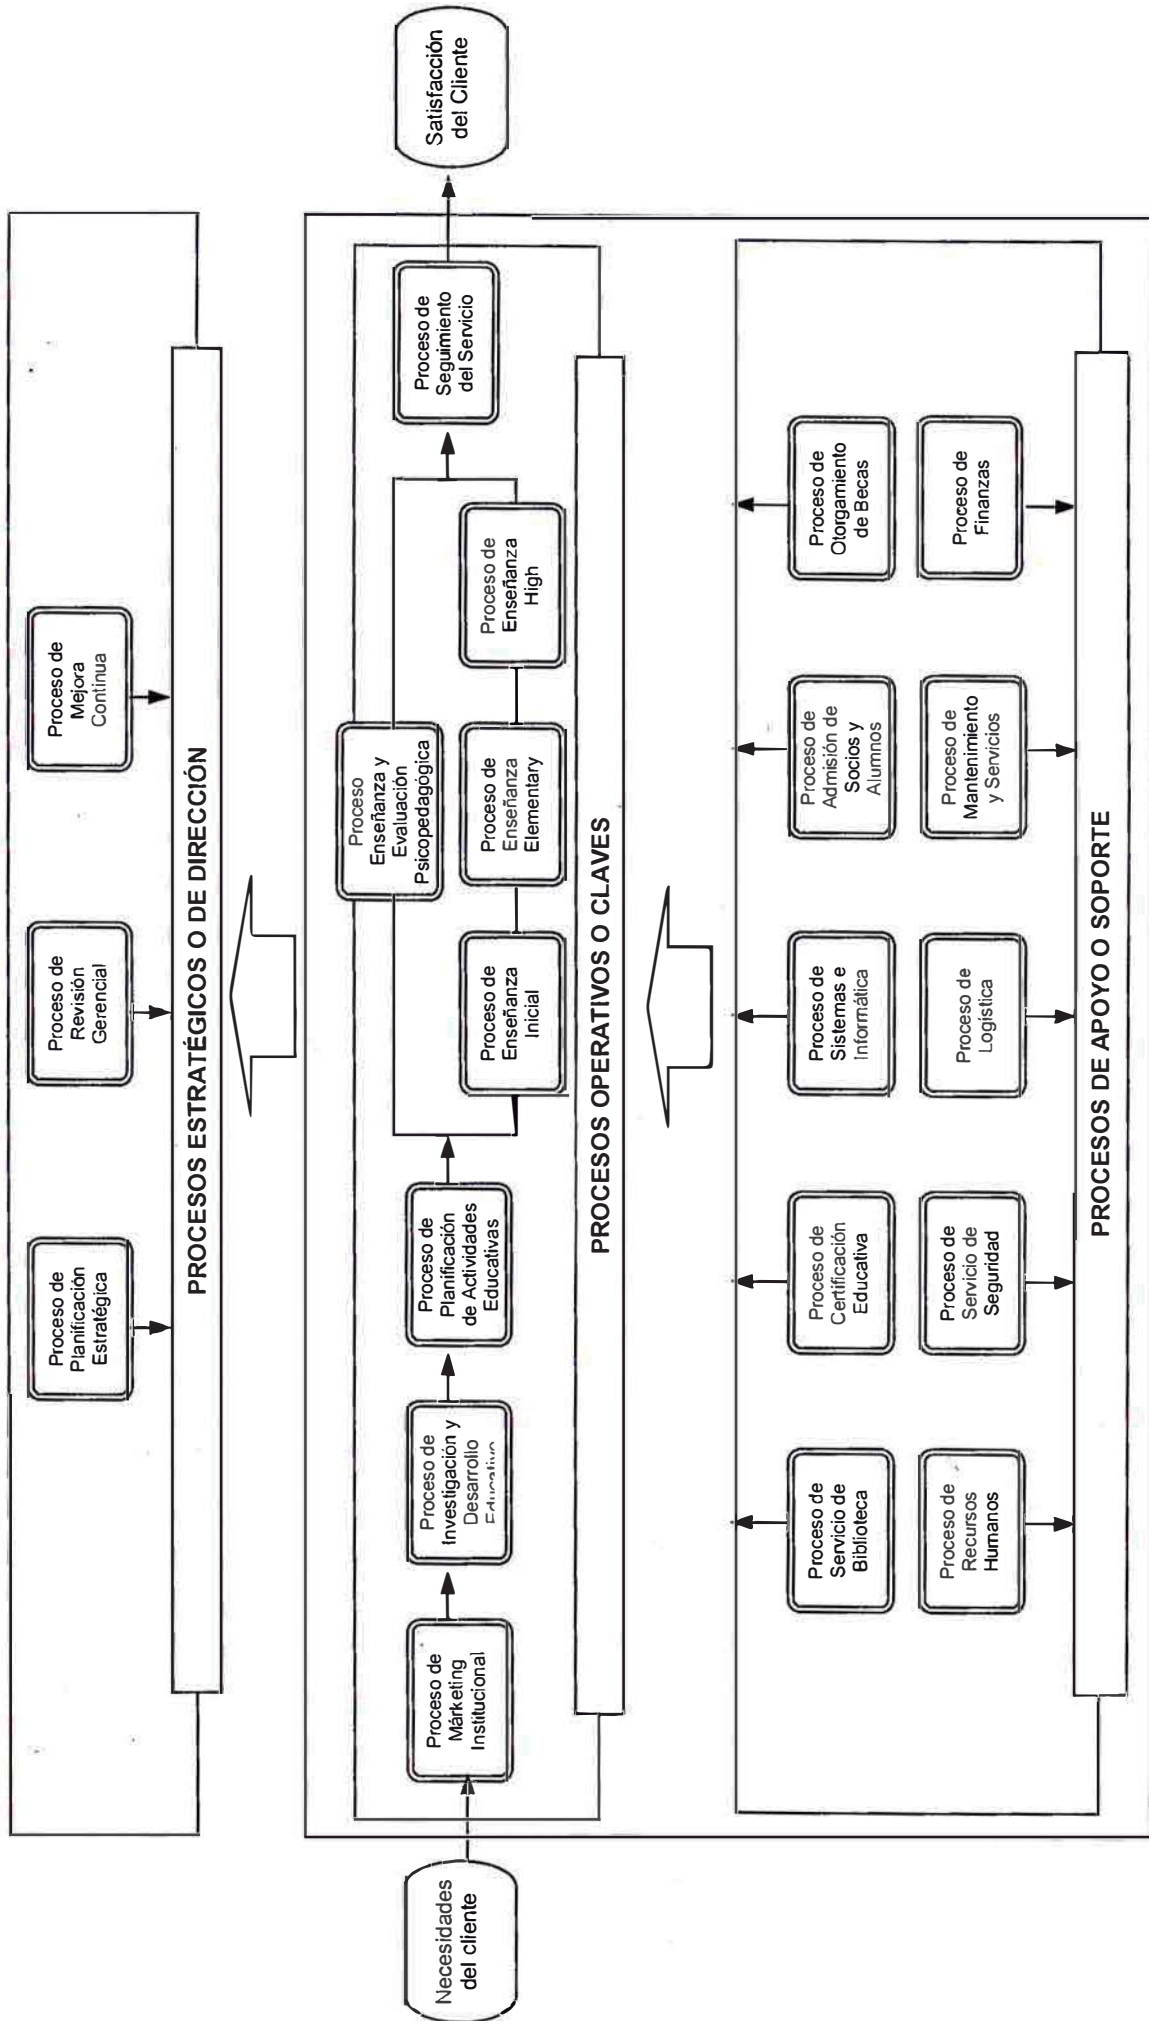 Proceso de
Planificación
Estratégica
Proceso de
Revisión
Gerencial
Proceso de
Mejora
Continua
PROCESOS ESTRATÉGICOS O DE DIRECCIÓN
Necesidades
del cliente
Proceso de
Márketing
Institucional
Proceso de
Investigación y
Desarrollo
Educativo
Proceso de
Planificación
de Actividades
Educativas
Proceso
Enseñanza y
Evaluación
Psicopedagógica
Proceso de
Enseñanza
Inicial
Proceso de
Enseñanza
Elementary
Proceso de
Enseñanza
High
Proceso de
Seguimiento
del Servicio
Satisfacción
del Cliente
PROCESOS OPERATIVOS O CLAVES
Proceso de
Servicio de
Biblioteca
Proceso de
Certificación
Educativa
Proceso de
Sistemas e
Informática
Proceso de
Admisión de
Socios y
Alumnos
Proceso de
Otorgamiento
de Becas
Proceso de
Recursos
Humanos
Proceso de
Servicio de
Seguridad
Proceso de
Logística
Proceso de
Mantenimiento
y Servicios
Proceso de
Finanzas
PROCESOS DE APOYO O SOPORTE